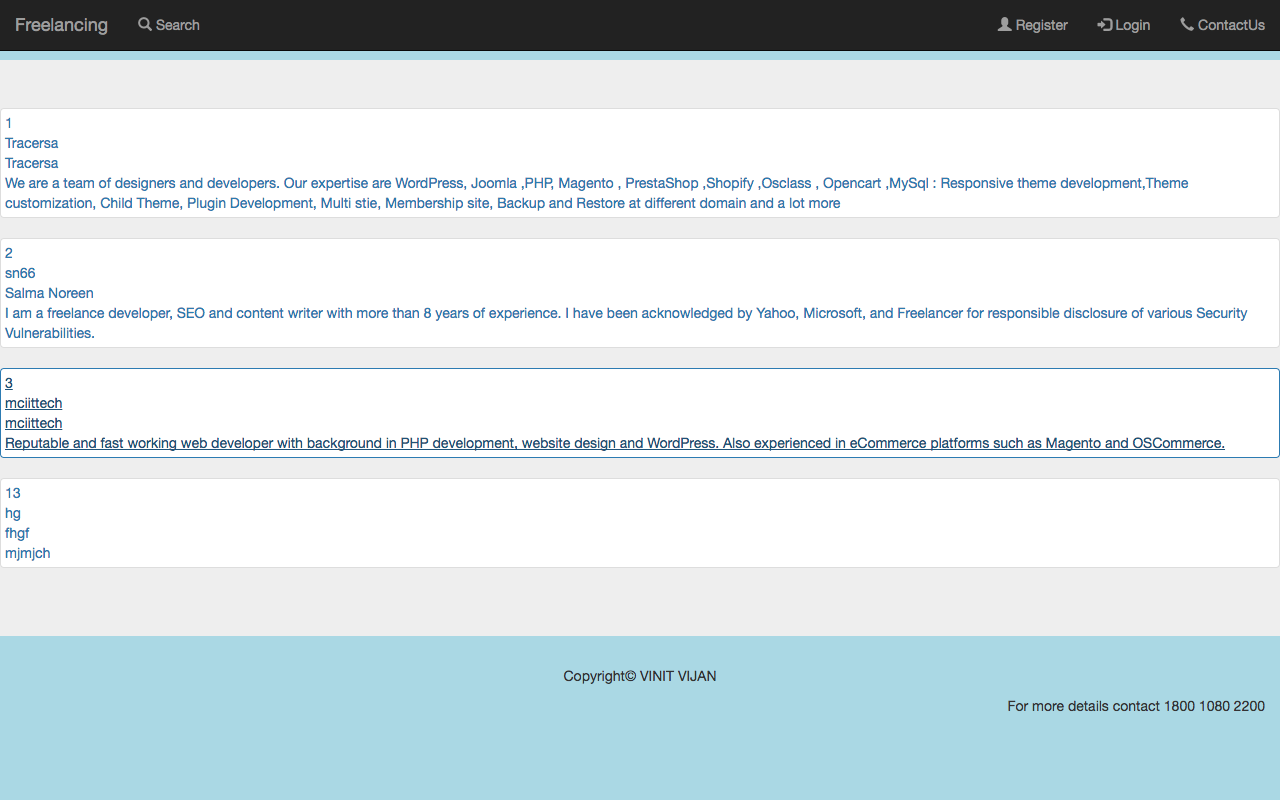 Freelancing Search Register Login ContactUs
1
Tracersa
Tracersa
We are a team of designers and developers. Our expertise are WordPress, Joomla ,PHP, Magento , PrestaShop ,Shopify ,Osclass , Opencart ,MySql : Responsive theme development,Theme
customization, Child Theme, Plugin Development, Multi stie, Membership site, Backup and Restore at different domain and a lot more
2
sn66
Salma Noreen
I am a freelance developer, SEO and content writer with more than 8 years of experience. I have been acknowledged by Yahoo, Microsoft, and Freelancer for responsible disclosure of various Security
Vulnerabilities.
3
mciittech
mciittech
Reputable and fast working web developer with background in PHP development, website design and WordPress. Also experienced in eCommerce platforms such as Magento and OSCommerce.
13
hg
fhgf
mjmjch
Copyright© VINIT VIJAN
For more details contact 1800 1080 2200